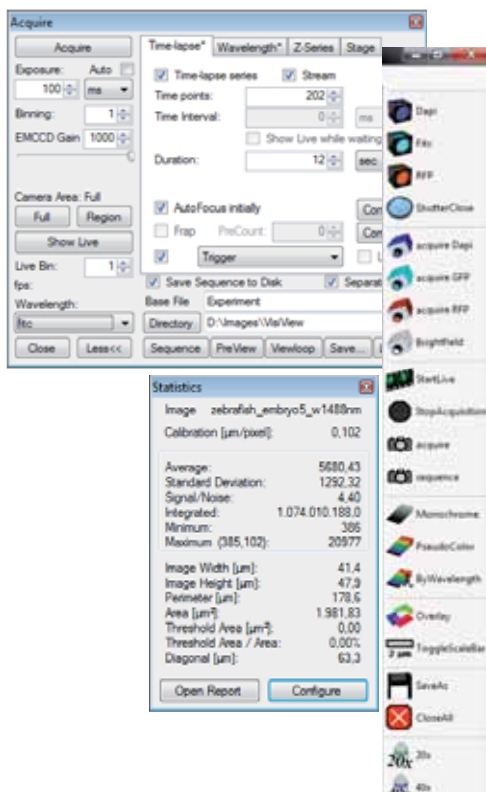 Acquire
Acquire
Exposure: Auto
100 ms
Binning: 1
EMCCD Gain 1000
Camera Area: Full
Full Region
Show Live
Live Bin: 1
fps:
Wavelength:
fitc
Close Less<<
Time-lapse* Wavelength* Z-Series Stage
Time-lapse series Stream
Time points: 202
Time Interval: 0 ms
Show Live while waiting
Duration: 12 sec
AutoFocus initially
Frap PreCount: 0
Trigger
Save Sequence to Disk
Base File Experiment
Directory D:\Images\VisiView
Sequence PreView Viewloop Save...
Statistics
Image zebrafish_embryo5_w1488nm
Calibration [µm/pixel]: 0,102
Average: 5680,43
Standard Deviation: 1292,32
Signal/Noise: 4,40
Integrated: 1.074.010.188,0
Minimum: 386
Maximum (385,102): 20977
Image Width [µm]: 41,4
Image Height [µm]: 47,9
Perimeter [µm]: 178,6
Area [µm²]: 1.981,83
Threshold Area [µm²]: 0,00
Threshold Area / Area: 0,00%
Diagonal [µm]: 63,3
Open Report Configure
Dapi
Fitc
RFP
ShutterClose
acquire Dapi
acquire GFP
acquire RFP
Brightfield
StartLive
StopAcquisition
acquire
sequence
Monochrome
PseudoColor
ByWavelength
Overlay
ToggleScaleBar
SaveAs
CloseAll
20x 20x
40x